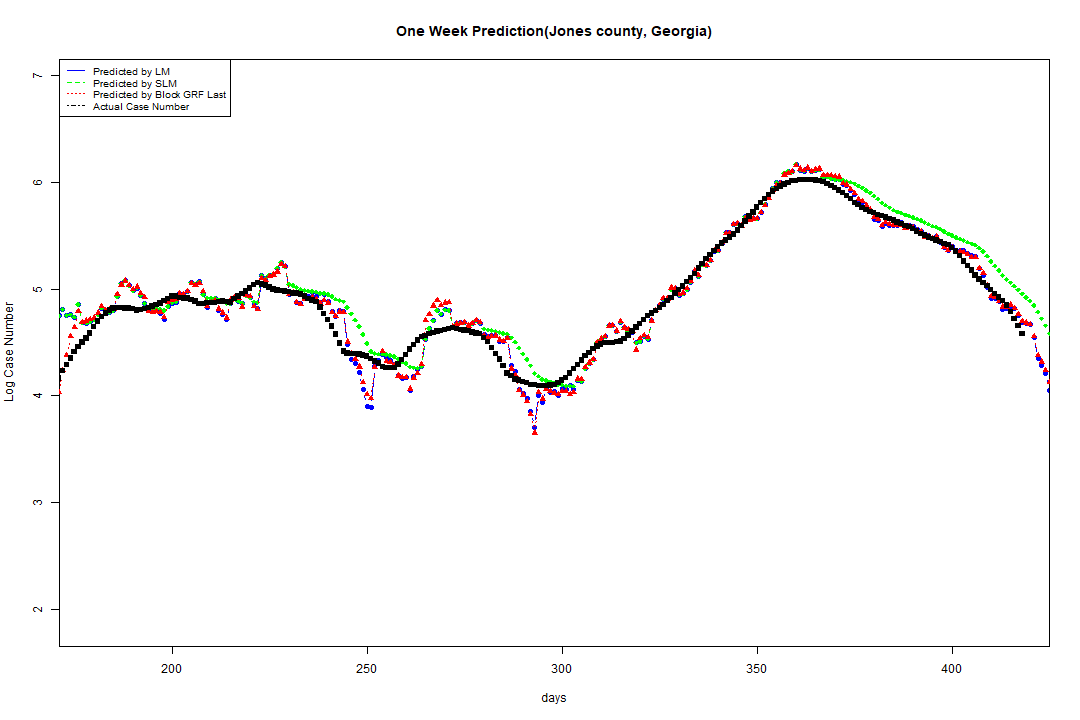 One Week Prediction(Jones county, Georgia)
Predicted by LM
Predicted by SLM
Predicted by Block GRF Last
Actual Case Number
7
6
5
4
3
2
Log Case Number
200 250 300 350 400
days